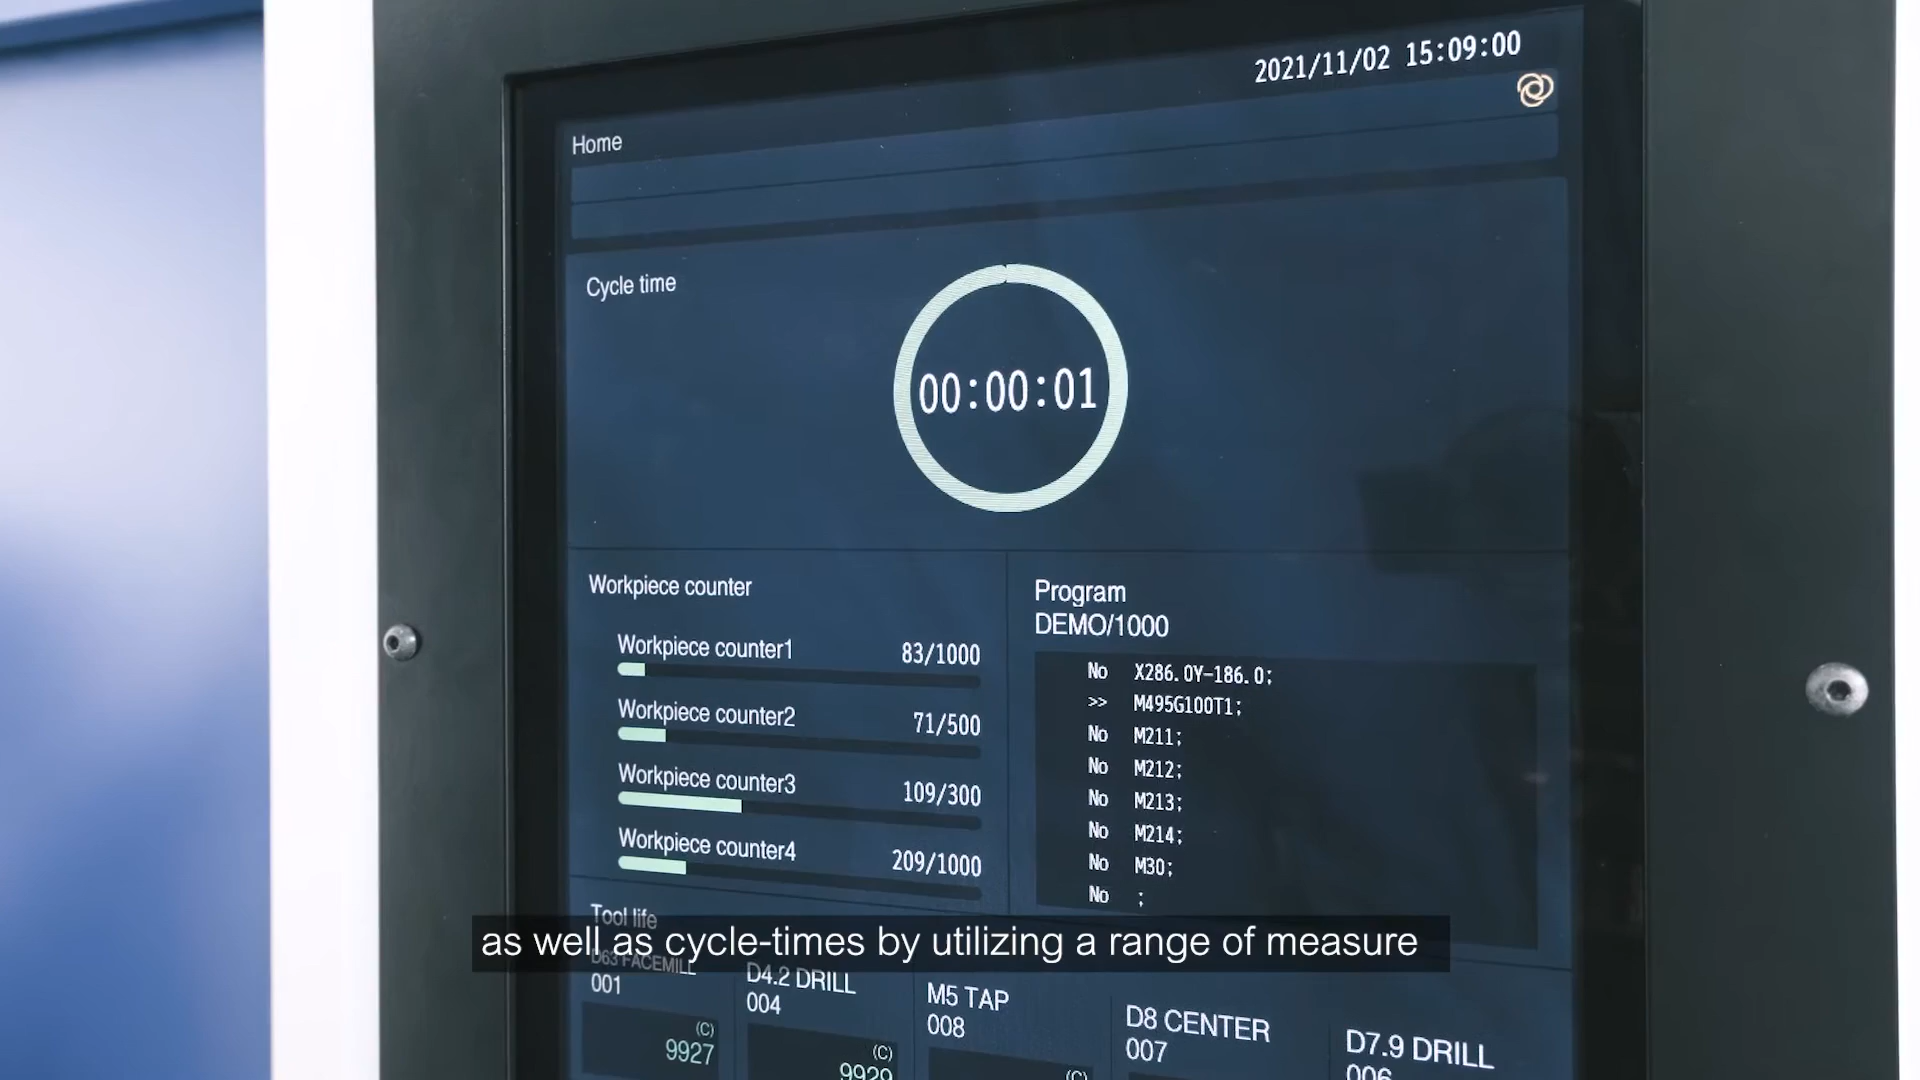 2021/11/02 15:09:00
Home
Cycle time
00:00:01
Workpiece counter
Workpiece counter1 83/1000
Workpiece counter2 71/500
Workpiece counter3 109/300
Workpiece counter4 209/1000
Program
DEMO/1000
No X286.0Y-186.0;
>> M495G100T1;
No M211;
No M212;
No M213;
No M214;
No M30;
No ;
Tool life
as well as cycle-times by utilizing a range of measure
D63 FACEMILL
001
(C)
9927
D4.2 DRILL
004
(C)
9929
M5 TAP
008
(C)
D8 CENTER
007
D7.9 DRILL
006